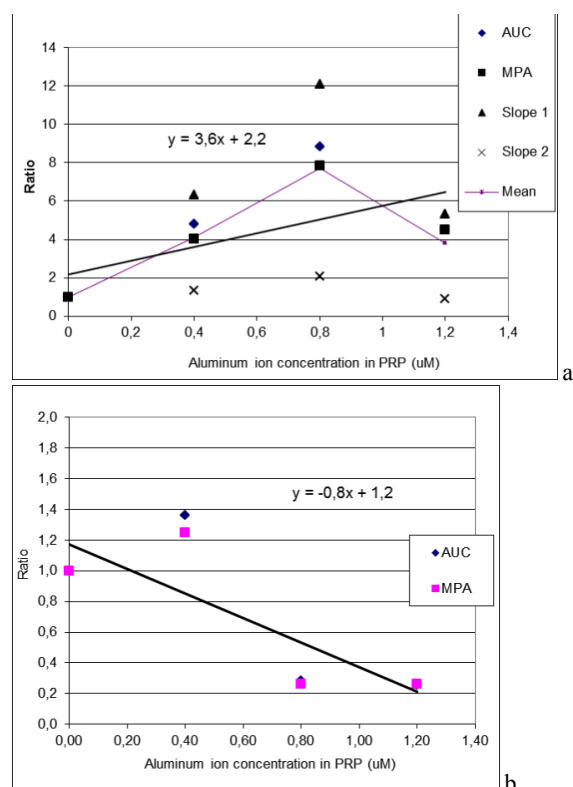 14
12
10
8
6
4
2
0
Ratio
y = 3,6x + 2,2
0 0,2 0,4 0,6 0,8 1 1,2 1,4
Aluminum ion concentration in PRP (uM)
AUC
MPA
Slope 1
Slope 2
Mean
a
2,0
1,8
1,6
1,4
1,2
1,0
0,8
0,6
0,4
0,2
0,0
Ratio
y = -0,8x + 1,2
0,00 0,20 0,40 0,60 0,80 1,00 1,20 1,40
Aluminum ion concentration in PRP (uM)
AUC
MPA
b